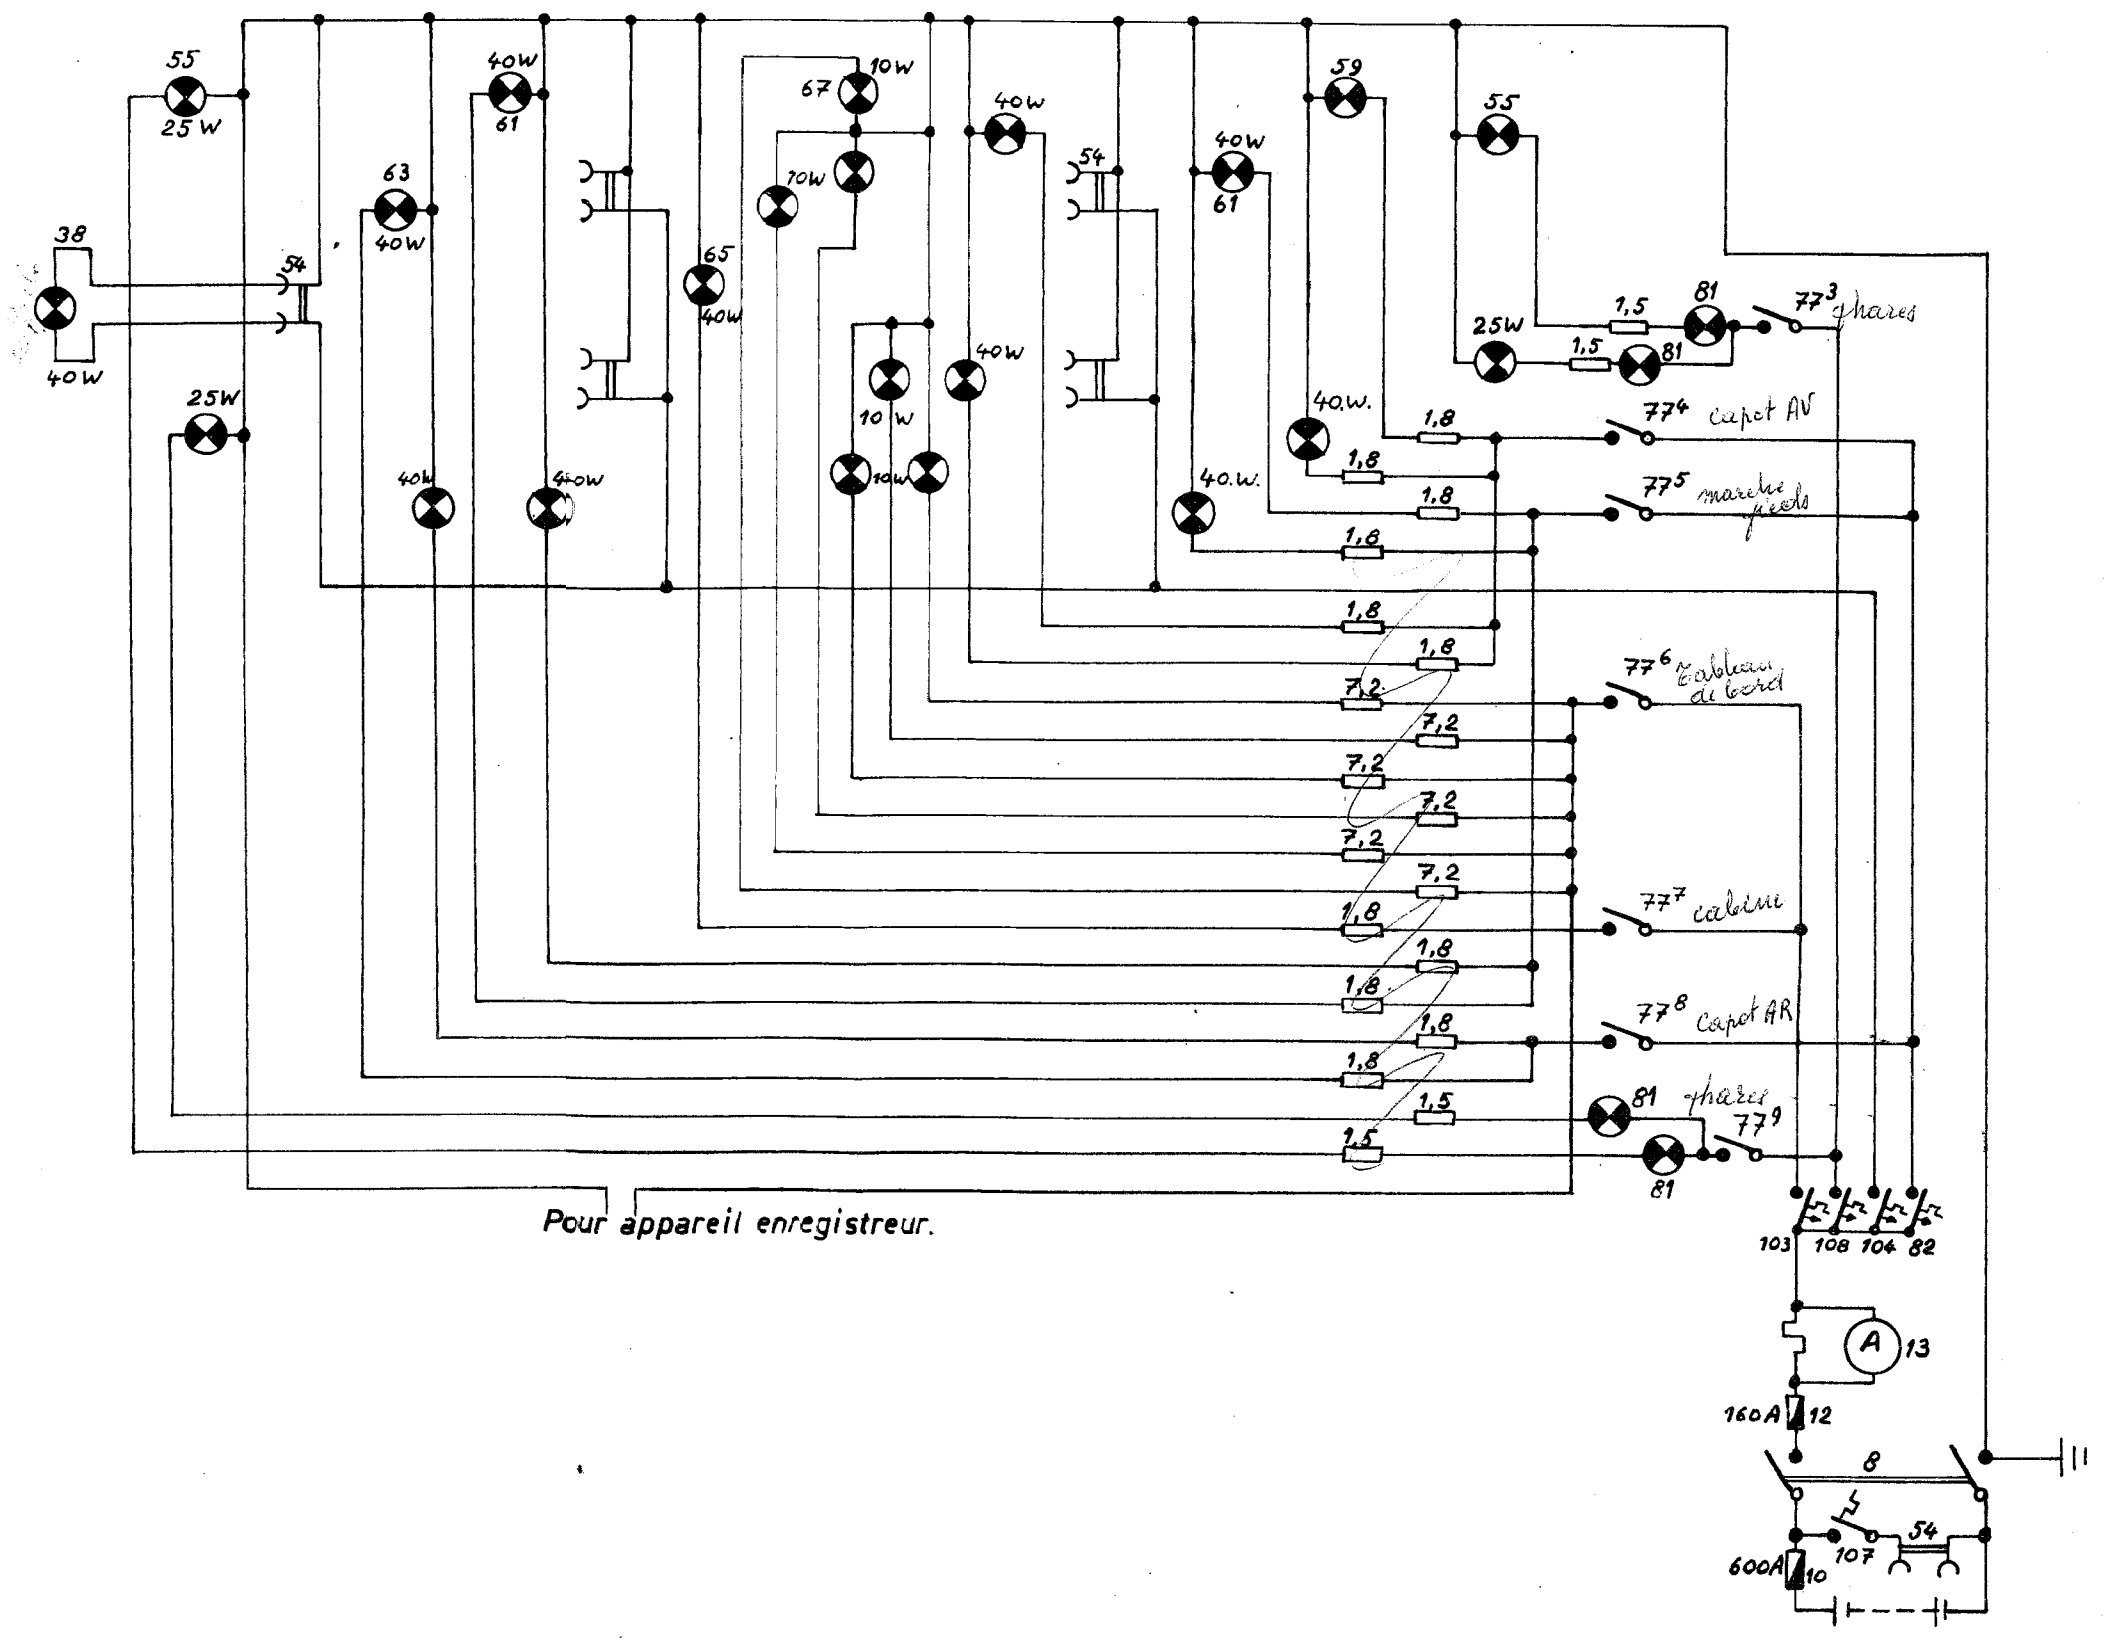 55
25W
40W
61
63
40W
38
54
40W
25W
40W
40W
65
40W
10W
67
10W
10W
10W
40W
40W
54
40W
61
40.W.
59
40.W.
55
25W
1,5
81
77³ phares
1,5
81
1,8
77⁴ capot AV
1,8
1,8
77⁵ marche
pieds
1,8
1,8
1,8
77⁶ Tableau
de bord
7,2
7,2
7,2
7,2
7,2
7,2
1,8
77⁷ cabine
1,8
1,8
1,8
77⁸ capot AR
1,8
1,5
81
phares
77⁹
1,5
81
Pour appareil enregistreur.
103 108 104 82
A 13
160A 12
8
107
54
600A 10